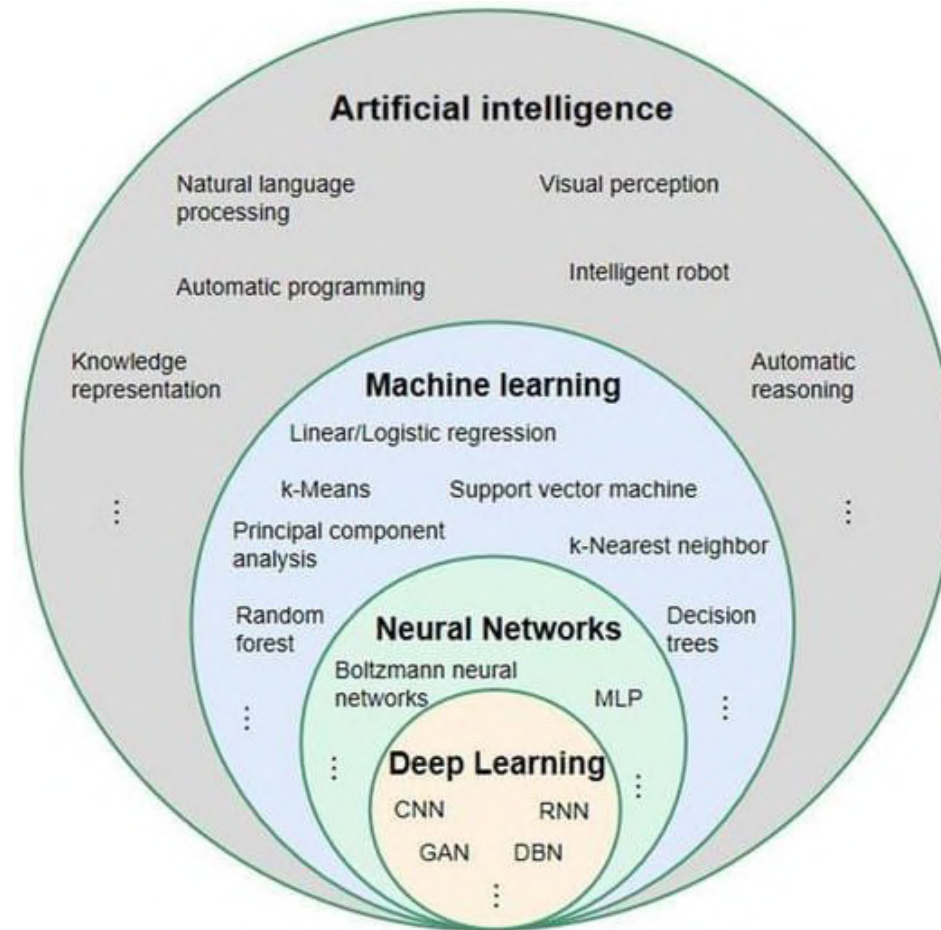 Artificial intelligence
Natural language
processing
Visual perception
Automatic programming
Intelligent robot
Knowledge
representation
Automatic
reasoning
Machine learning
Linear/Logistic regression
k-Means
Support vector machine
Principal component
analysis
k-Nearest neighbor
Random
forest
Decision
trees
Neural Networks
Boltzmann neural
networks
MLP
Deep Learning
CNN
RNN
GAN
DBN